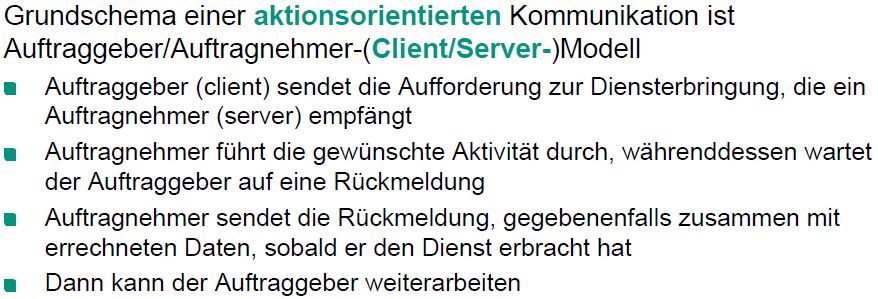 Grundschema einer aktionsorientierten Kommunikation ist
Auftraggeber/Auftragnehmer-(Client/Server-)Modell
Auftraggeber (client) sendet die Aufforderung zur Diensterbringung, die ein
Auftragnehmer (server) empfängt
Auftragnehmer führt die gewünschte Aktivität durch, währenddessen wartet
der Auftraggeber auf eine Rückmeldung
Auftragnehmer sendet die Rückmeldung, gegebenenfalls zusammen mit
errechneten Daten, sobald er den Dienst erbracht hat
Dann kann der Auftraggeber weiterarbeiten